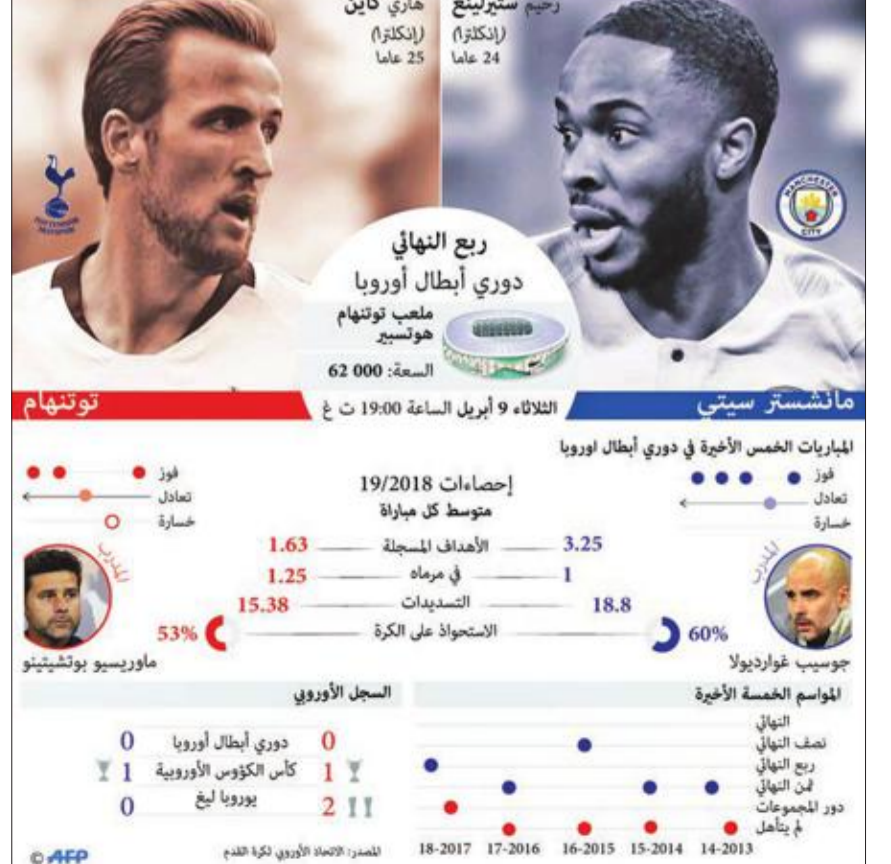 رحيم ستيرلينغ
(إنكلترا)
24 عاما
هاري كاين
(إنكلترا)
25 عاما
MANCHESTER
CITY
TOTTENHAM
HOTSPUR
ربع النهائي
دوري أبطال أوروبا
ملعب توتنهام
هوتسبير
السعة: 000 62
مانشستر سيتي
الثلاثاء 9 أبريل الساعة 19:00 ت غ
توتنهام
المباريات الخمس الأخيرة في دوري أبطال اوروبا
فوز
تعادل
خسارة
فوز
تعادل
خسارة
إحصاءات 19/2018
متوسط كل مباراة
3.25 الأهداف المسجلة 1.63
1 في مرماه 1.25
18.8 التسديدات 15.38
60% الاستحواذ على الكرة 53%
المدرب
جوسيب غوارديولا
المدرب
ماوريسيو بوتشيتينو
المواسم الخمسة الأخيرة
النهائي
نصف النهائي
ربع النهائي
ثمن النهائي
دور المجموعات
لم يتأهل
14-2013 15-2014 16-2015 17-2016 18-2017
السجل الأوروبي
0 دوري أبطال أوروبا 0
1 كأس الكؤوس الأوروبية 1
2 يوروبا ليغ 0
المصدر: الاتحاد الأوروبي لكرة القدم
© AFP